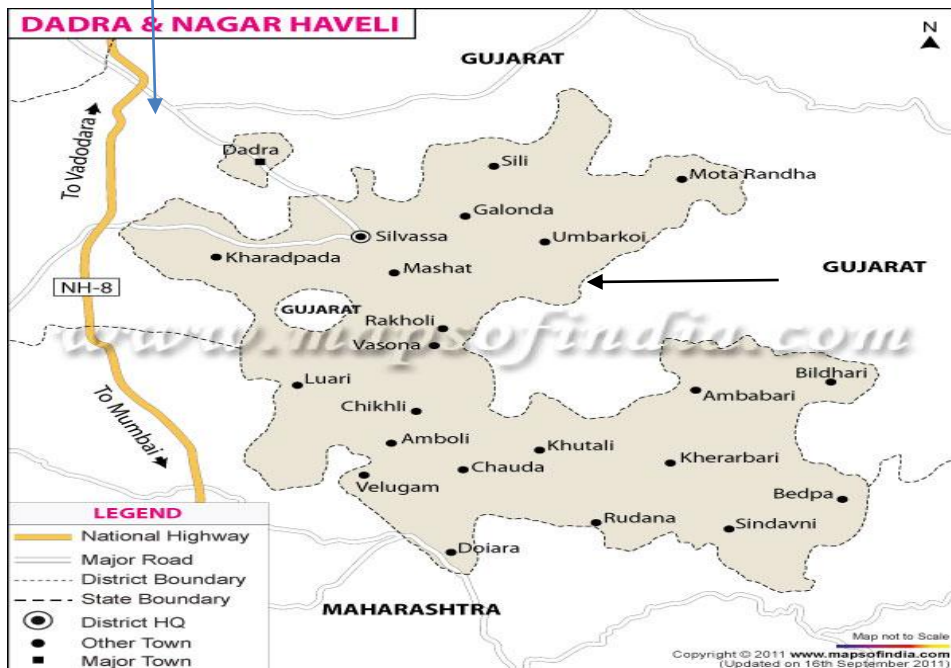 DADRA & NAGAR HAVELI
N
GUJARAT
To Vadodara
Dadra
Sili
Mota Randha
Galonda
Silvassa
Umbarkoi
Kharadpada
Mashat
GUJARAT
NH-8
GUJARAT
Rakholi
www.mapsofindia.com
Vasona
Luari
Bildhari
Ambabari
To Mumbai
Chikhli
Amboli
Khutali
Chauda
Kherarbari
Velugam
Bedpa
Rudana
Sindavni
Doiara
MAHARASHTRA
LEGEND
National Highway
Major Road
District Boundary
State Boundary
District HQ
Other Town
Major Town
Map not to Scale
Copyright © 2011 www.mapsofindia.com
(Updated on 16th September 2011)